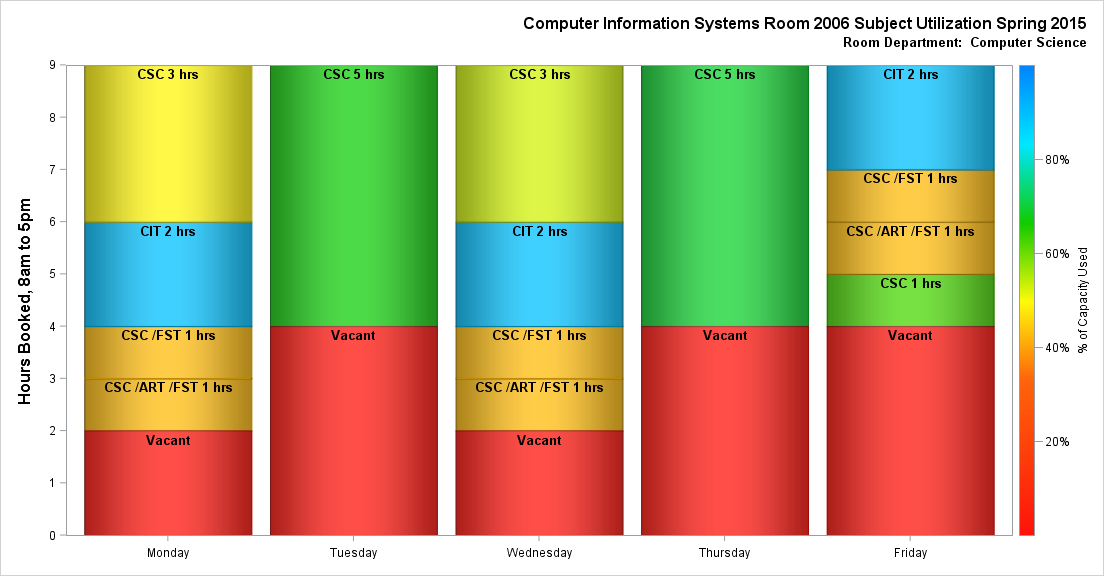 Computer Information Systems Room 2006 Subject Utilization Spring 2015
Room Department:  Computer Science
Hours Booked, 8am to 5pm
9
8
7
6
5
4
3
2
1
0
CSC 3 hrs
CIT 2 hrs
CSC /FST 1 hrs
CSC /ART /FST 1 hrs
Vacant
CSC 5 hrs
Vacant
CSC 3 hrs
CIT 2 hrs
CSC /FST 1 hrs
CSC /ART /FST 1 hrs
Vacant
CSC 5 hrs
Vacant
CIT 2 hrs
CSC /FST 1 hrs
CSC /ART /FST 1 hrs
CSC 1 hrs
Vacant
Monday
Tuesday
Wednesday
Thursday
Friday
80%
60%
40%
20%
% of Capacity Used